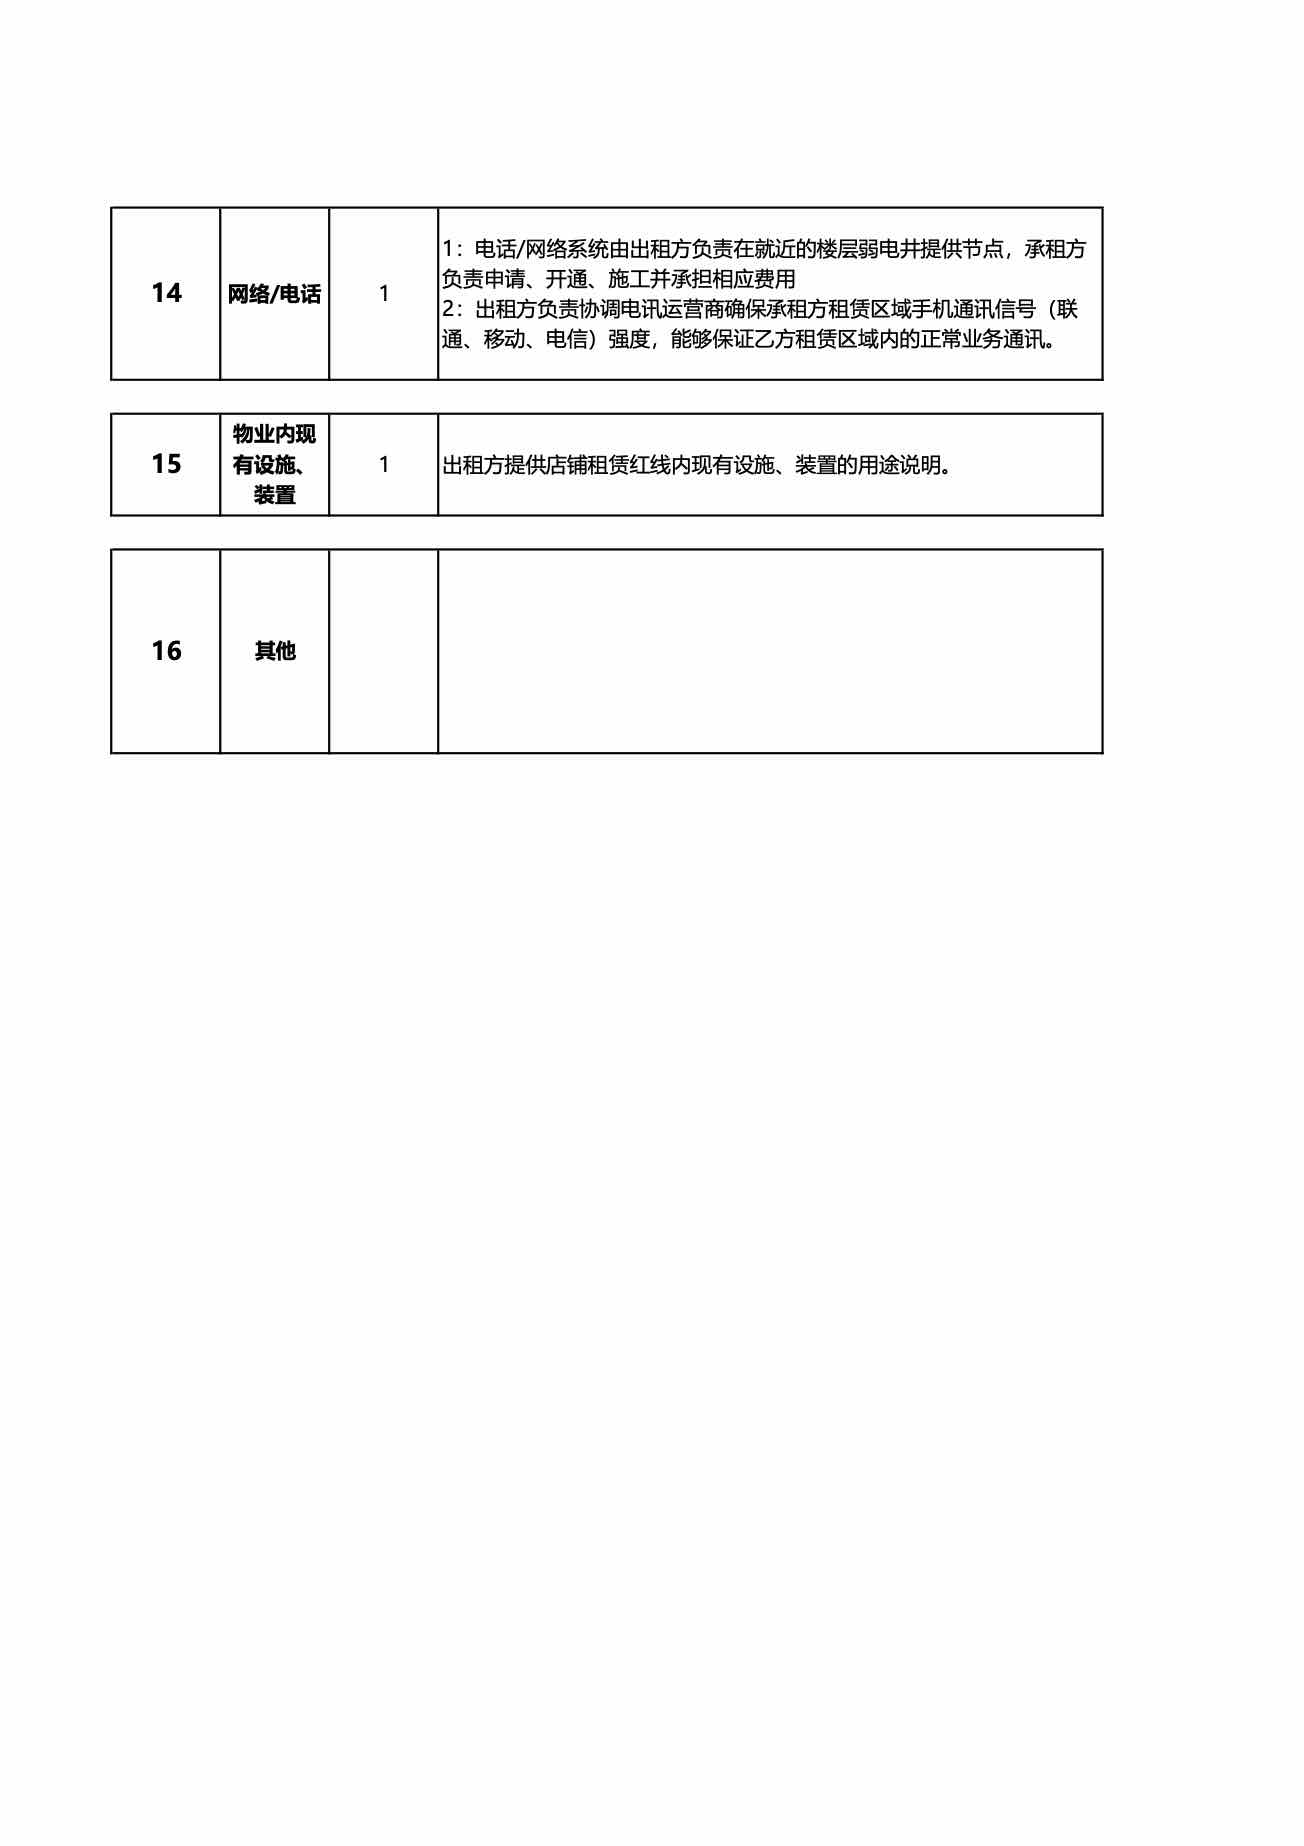 14
网络/电话
1
1：电话/网络系统由出租方负责在就近的楼层弱电井提供节点，承租方
负责申请、开通、施工并承担相应费用
2：出租方负责协调电讯运营商确保承租方租赁区域手机通讯信号（联
通、移动、电信）强度，能够保证乙方租赁区域内的正常业务通讯。
15
物业内现
有设施、
装置
1
出租方提供店铺租赁红线内现有设施、装置的用途说明。
16
其他